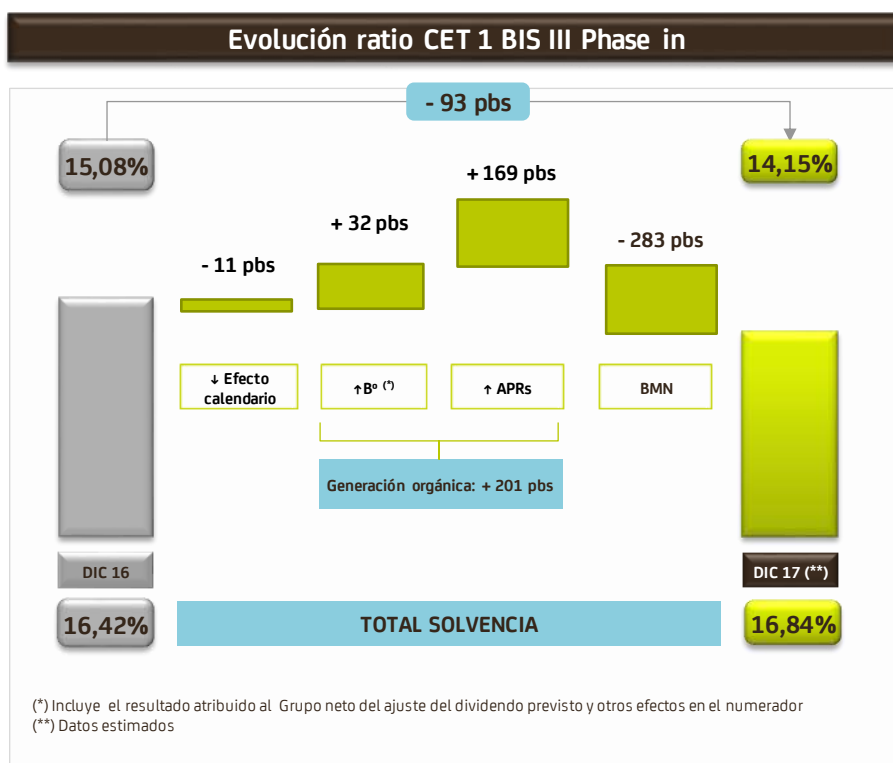 Evolución ratio CET 1 BIS III Phase in
- 93 pbs
15,08%
14,15%
+ 169 pbs
+ 32 pbs
- 283 pbs
- 11 pbs
↓ Efecto
calendario
↑Bº (*)
↑ APRs
BMN
Generación orgánica: + 201 pbs
DIC 16
DIC 17 (**)
16,42%
TOTAL SOLVENCIA
16,84%
(*) Incluye el resultado atribuido al Grupo neto del ajuste del dividendo previsto y otros efectos en el numerador
(**) Datos estimados